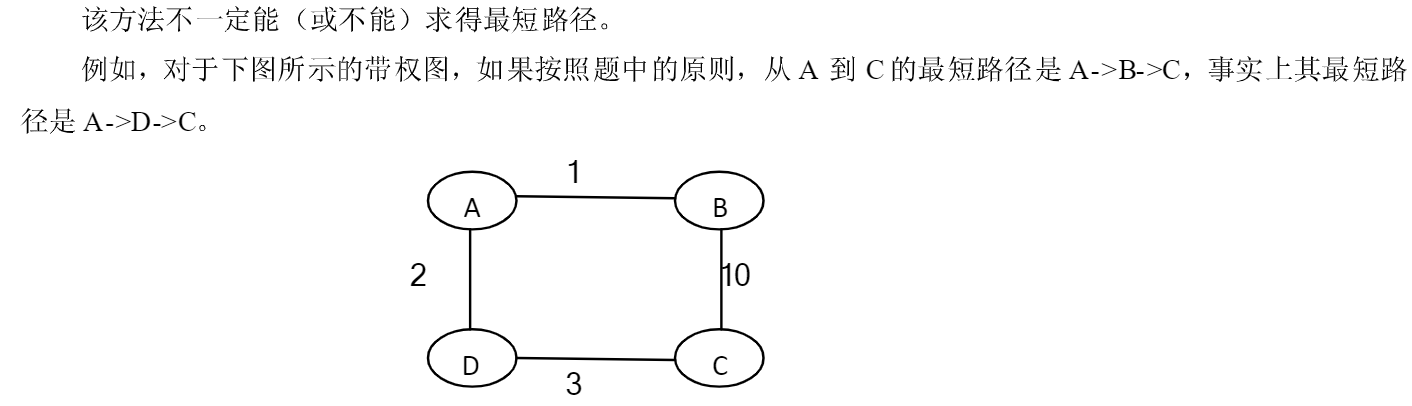 该方法不一定能（或不能）求得最短路径。
例如，对于下图所示的带权图，如果按照题中的原则，从 A 到 C 的最短路径是 A->B->C，事实上其最短路
径是 A->D->C。
1
A B
2 10
D C
3